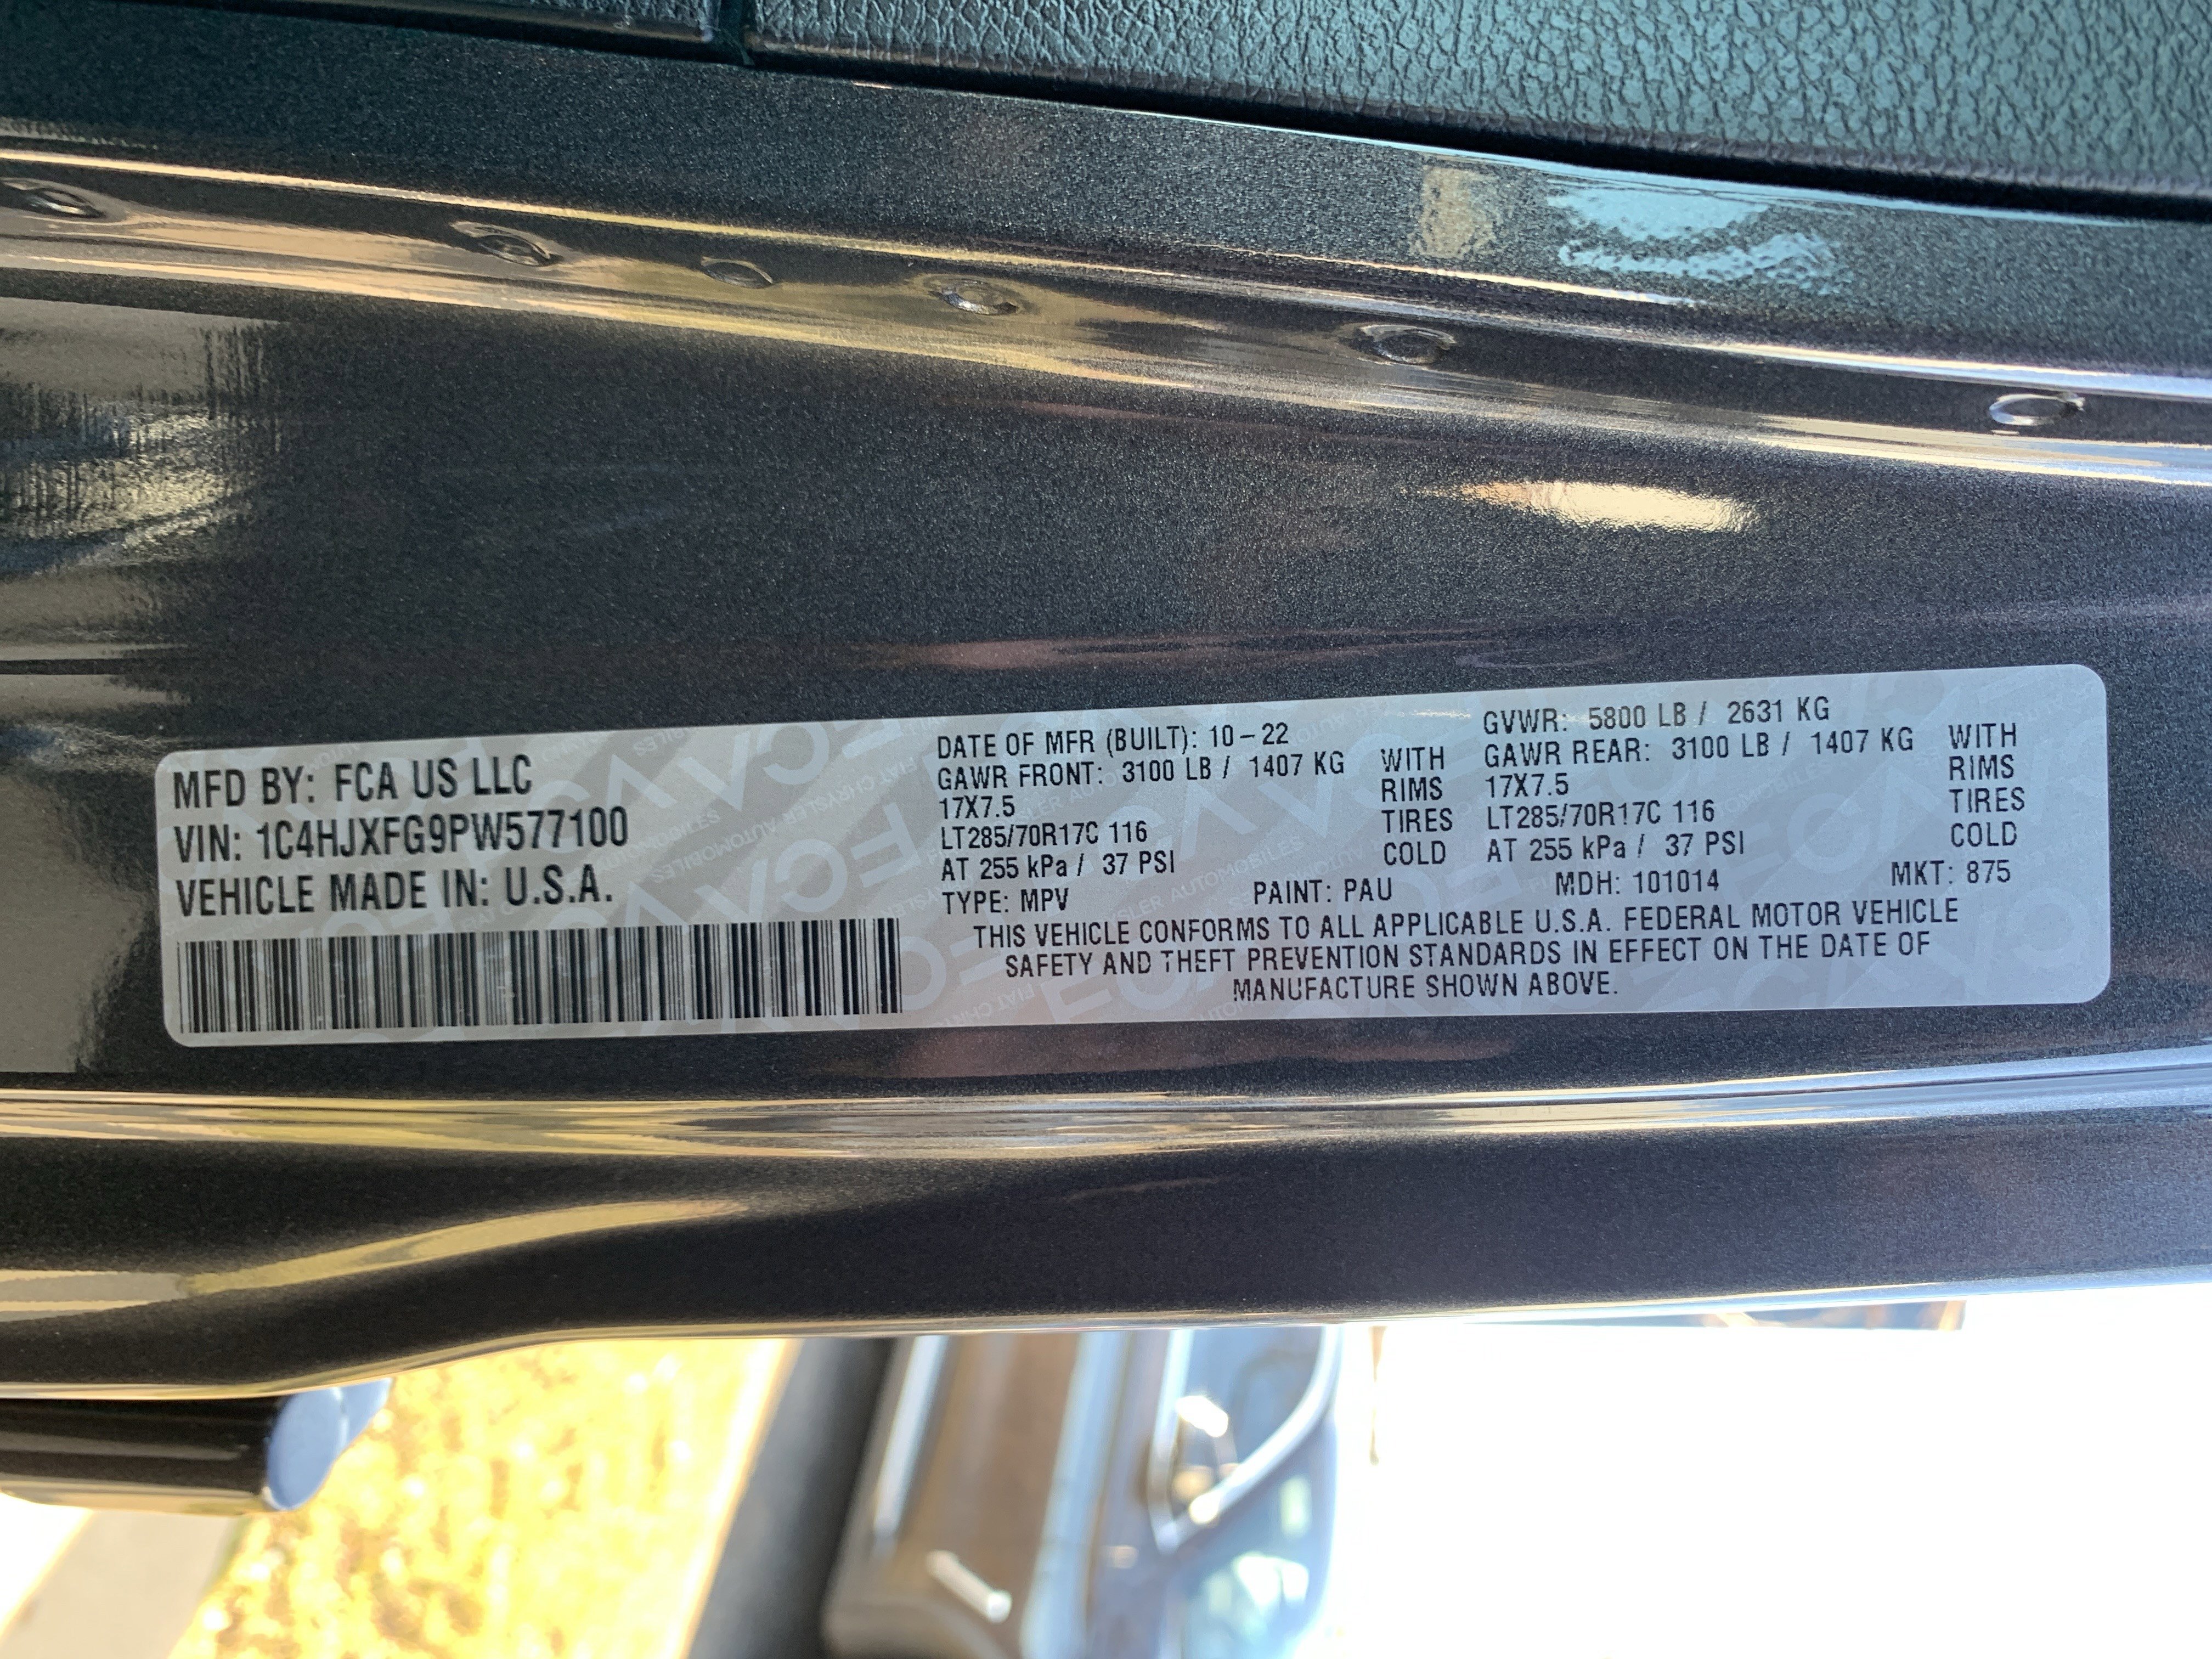 MFD BY: FCA US LLC
VIN: 1C4HJXFG9PW577100
VEHICLE MADE IN: U.S.A.
DATE OF MFR (BUILT): 10-22
GAWR FRONT: 3100 LB / 1407 KG WITH
17X7.5 RIMS
LT285/70R17C 116 TIRES
AT 255 kPa / 37 PSI COLD
GVWR: 5800 LB / 2631 KG
GAWR REAR: 3100 LB / 1407 KG WITH
17X7.5 RIMS
LT285/70R17C 116 TIRES
AT 255 kPa / 37 PSI COLD
TYPE: MPV PAINT: PAU MDH: 101014 MKT: 875
THIS VEHICLE CONFORMS TO ALL APPLICABLE U.S.A. FEDERAL MOTOR VEHICLE
SAFETY AND THEFT PREVENTION STANDARDS IN EFFECT ON THE DATE OF
MANUFACTURE SHOWN ABOVE.